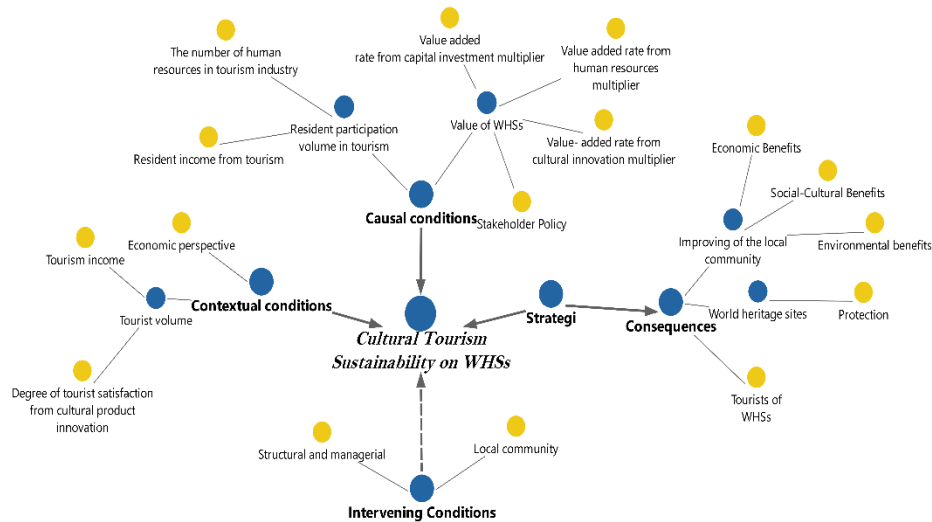 The number of human
resources in tourism industry
Value added
rate from capital investment multiplier
Value added rate from
human resources
multiplier
Resident participation
volume in tourism
Value of WHSs
Resident income from tourism
Value- added rate from
cultural innovation multiplier
Economic Benefits
Social-Cultural Benefits
Causal conditions
Stakeholder Policy
Economic perspective
Tourism income
Improving of the local
community
Environmental benefits
Contextual conditions
Tourist volume
Strategi
Consequences
World heritage sites
Protection
Cultural Tourism
Sustainability on WHSs
Degree of tourist satisfaction
from cultural product
innovation
Tourists of
WHSs
Structural and managerial
Local community
Intervening Conditions